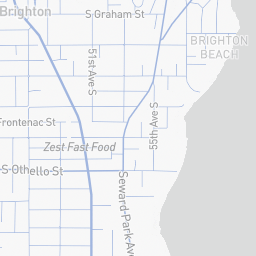 Brighton
S Graham St
51st Ave S
BRIGHTON
BEACH
Frontenac St
55th Ave S
Zest Fast Food
S Othello St
Seward-Park-Ave